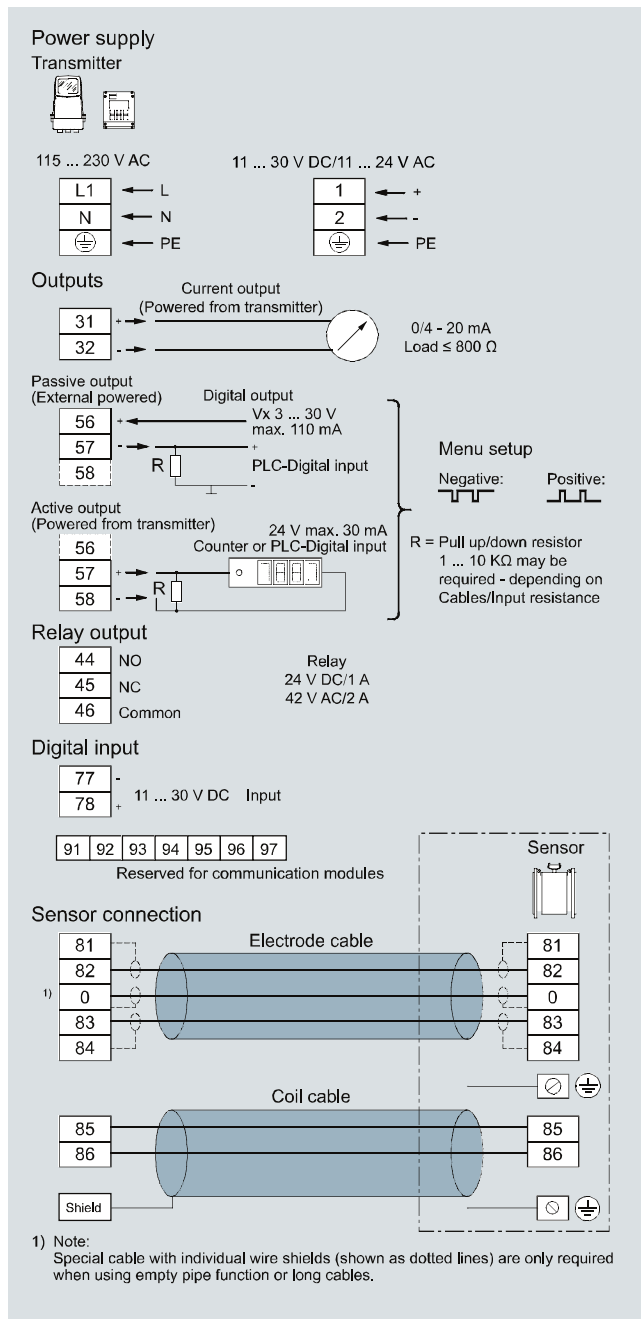 Power supply
Transmitter
115 ... 230 V AC
11 ... 30 V DC/11 ... 24 V AC
L1 L
N N
PE
1 +
2 -
PE
Outputs
Current output
(Powered from transmitter)
31 +
32 -
0/4 - 20 mA
Load ≤ 800 Ω
Passive output
(External powered)
Digital output
56 +
57 -
58
Vx 3 ... 30 V
max. 110 mA
+
R
PLC-Digital input
-
Menu setup
Negative:
Positive:
Active output
(Powered from transmitter)
24 V max. 30 mA
Counter or PLC-Digital input
56
57 +
58 -
R
R = Pull up/down resistor
1 ... 10 KΩ may be
required - depending on
Cables/Input resistance
Relay output
44 NO
45 NC
46 Common
Relay
24 V DC/1 A
42 V AC/2 A
Digital input
77 -
78 +
11 ... 30 V DC Input
91 92 93 94 95 96 97
Reserved for communication modules
Sensor
Sensor connection
Electrode cable
81 81
82 82
1) 0 0
83 83
84 84
Coil cable
85 85
86 86
Shield
1) Note:
Special cable with individual wire shields (shown as dotted lines) are only required
when using empty pipe function or long cables.